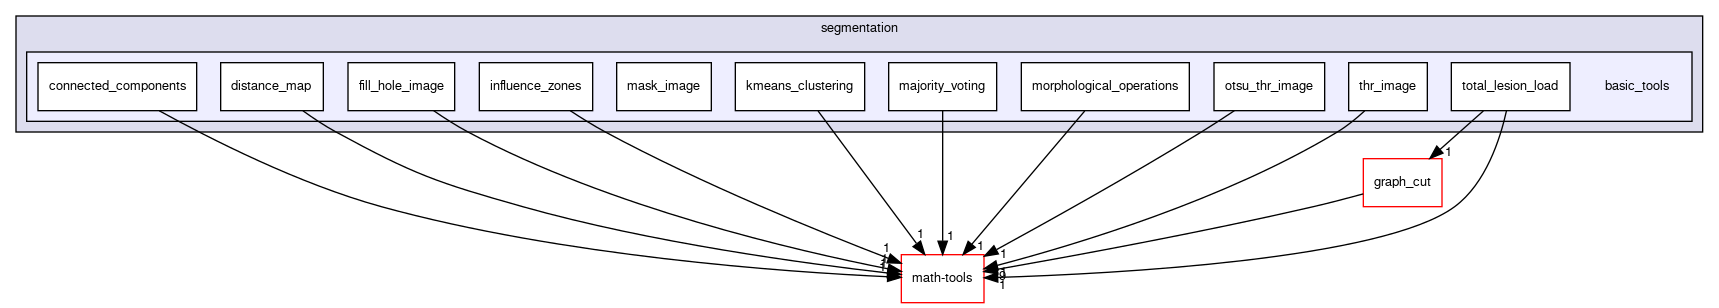 segmentation
connected_components
distance_map
fill_hole_image
influence_zones
mask_image
kmeans_clustering
majority_voting
morphological_operations
otsu_thr_image
thr_image
total_lesion_load
basic_tools
1
graph_cut
1
1
1
1
1
1
1
1
9
1
math-tools